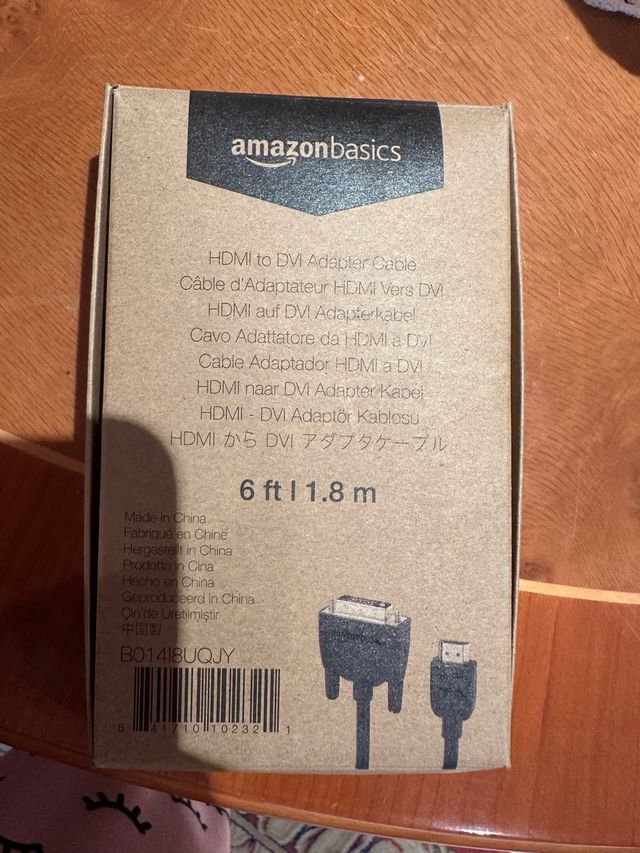 amazonbasics
HDMI to DVI Adapter Cable
Câble d'Adaptateur HDMI Vers DVI
HDMI auf DVI Adapterkabel
Cavo Adattatore da HDMI a DVI
Cable Adaptador HDMI a DVI
HDMI naar DVI Adapter Kabel
HDMI - DVI Adaptör Kablosu
HDMI から DVI アダプタケーブル
6 ft | 1.8 m
Made in China
Fabriqué en Chine
Hergestellt in China
Prodotto in Cina
Hecho en China
Geproduceerd in China
Çin'de Üretilmiştir
中国製
B014I8UQJY
8 41710 10232 1